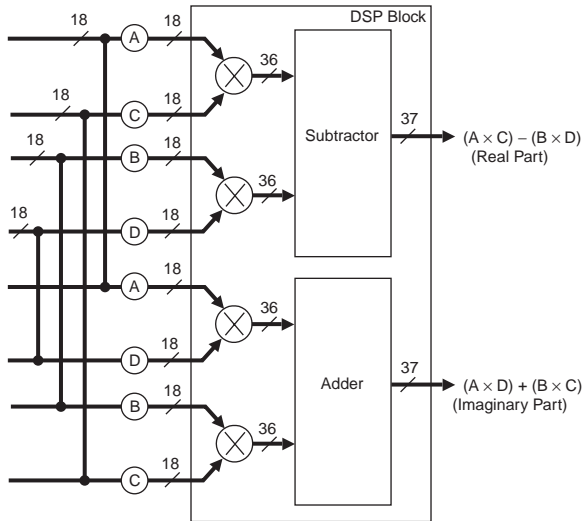 DSP Block
18
A
18
36
18
C
18
Subtractor
37
(A × C) – (B × D)
(Real Part)
18
B
18
36
18
D
18
A
18
36
D
18
Adder
37
(A × D) + (B × C)
(Imaginary Part)
B
18
36
C
18